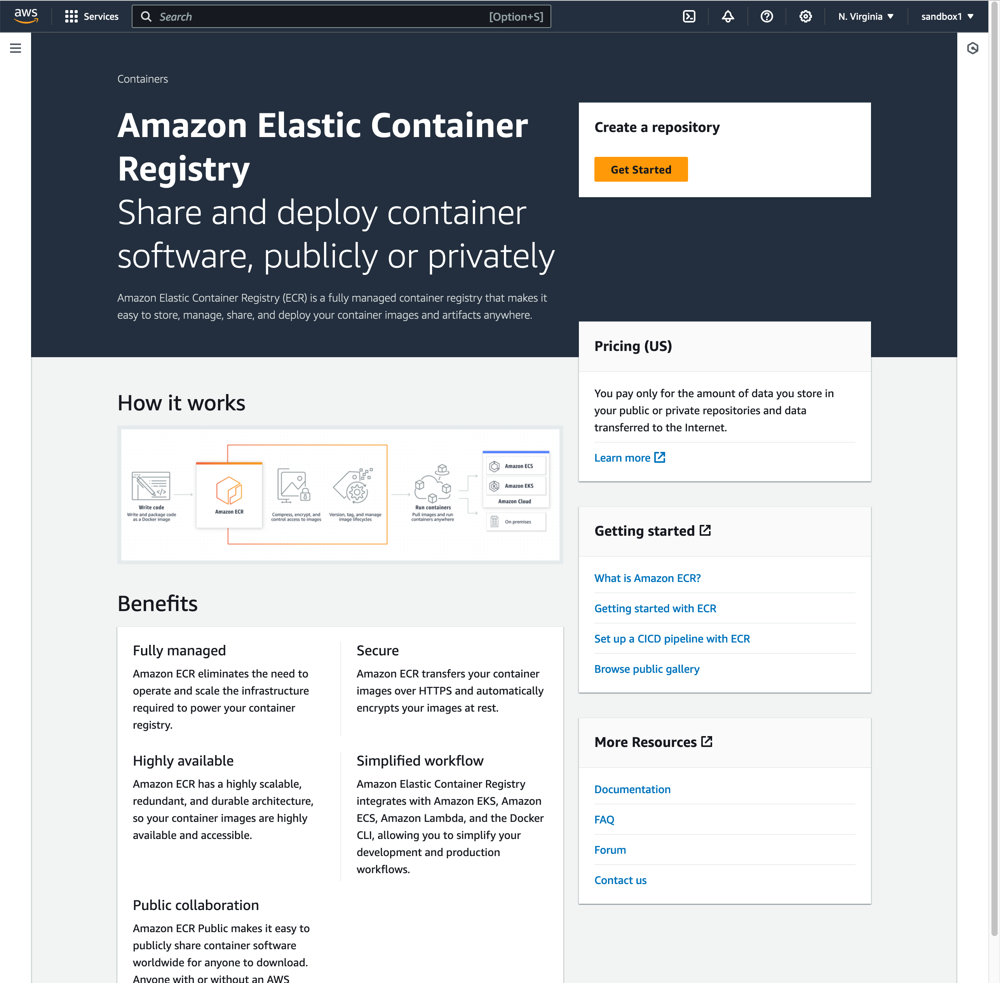 aws
Services
Search
[Option+S]
N. Virginia
sandbox1
Containers
Amazon Elastic Container
Registry
Share and deploy container
software, publicly or privately
Amazon Elastic Container Registry (ECR) is a fully managed container registry that makes it
easy to store, manage, share, and deploy your container images and artifacts anywhere.
Create a repository
Get Started
Pricing (US)
You pay only for the amount of data you store in
your public or private repositories and data
transferred to the Internet.
Learn more
How it works
Write code
Write and package code
as a Docker image
Amazon ECR
Compress, encrypt, and
control access to images
Version, tag, and manage
image lifecycles
Run containers
Pull images and run
containers anywhere
Amazon ECS
Amazon EKS
Amazon Cloud
On premises
Getting started
What is Amazon ECR?
Getting started with ECR
Set up a CICD pipeline with ECR
Browse public gallery
Benefits
Fully managed
Amazon ECR eliminates the need to
operate and scale the infrastructure
required to power your container
registry.
Secure
Amazon ECR transfers your container
images over HTTPS and automatically
encrypts your images at rest.
Highly available
Amazon ECR has a highly scalable,
redundant, and durable architecture,
so your container images are highly
available and accessible.
Simplified workflow
Amazon Elastic Container Registry
integrates with Amazon EKS, Amazon
ECS, Amazon Lambda, and the Docker
CLI, allowing you to simplify your
development and production
workflows.
Public collaboration
Amazon ECR Public makes it easy to
publicly share container software
worldwide for anyone to download.
Anyone with or without an AWS
More Resources
Documentation
FAQ
Forum
Contact us